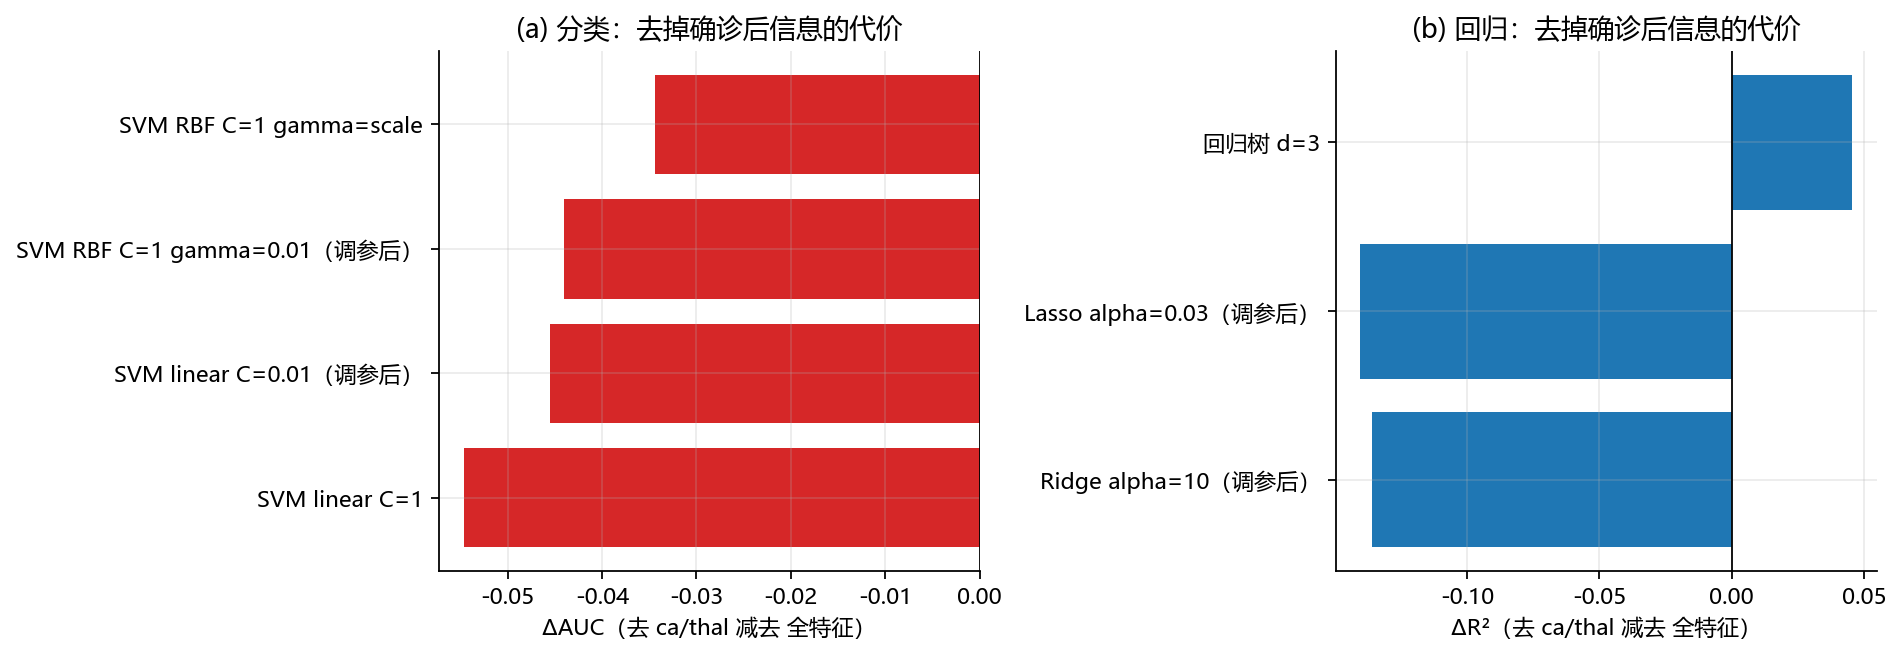 (a) 分类：去掉确诊后信息的代价
SVM RBF C=1 gamma=scale
SVM RBF C=1 gamma=0.01（调参后）
SVM linear C=0.01（调参后）
SVM linear C=1
-0.05 -0.04 -0.03 -0.02 -0.01 0.00
ΔAUC（去 ca/thal 减去 全特征）
(b) 回归：去掉确诊后信息的代价
回归树 d=3
Lasso alpha=0.03（调参后）
Ridge alpha=10（调参后）
-0.10 -0.05 0.00 0.05
ΔR²（去 ca/thal 减去 全特征）